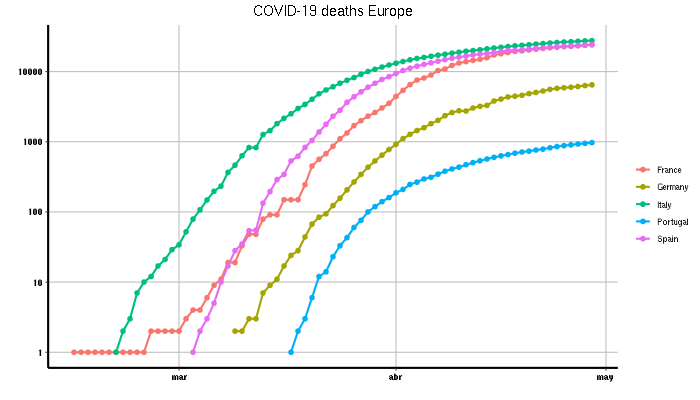 COVID-19 deaths Europe
10000
1000
100
10
1
mar
abr
may
France
Germany
Italy
Portugal
Spain